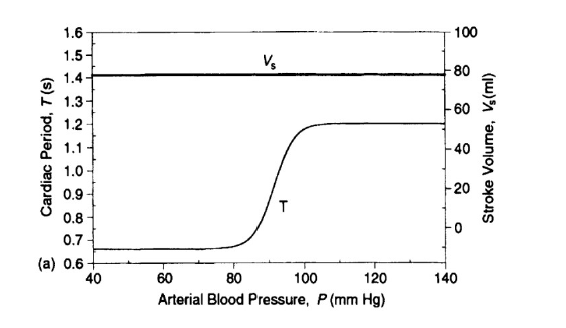 1.6
1.5
1.4
1.3
1.2
1.1
1.0
0.9
0.8
0.7
0.6
Cardiac Period, T (s)
(a)
Vs
T
100
80
60
40
20
0
Stroke Volume, Vs (ml)
40 60 80 100 120 140
Arterial Blood Pressure, P (mm Hg)